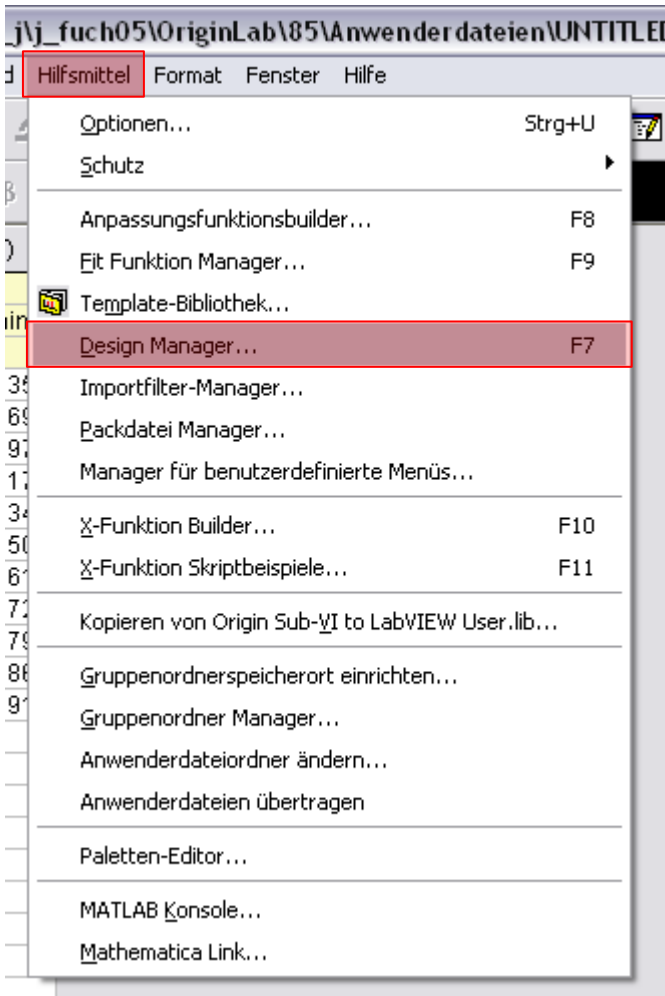 _j\j_fuch05\OriginLab\85\Anwenderdateien\UNTITLED
Hilfsmittel Format Fenster Hilfe
Optionen... Strg+U
Schutz
Anpassungsfunktionsbuilder... F8
Fit Funktion Manager... F9
Template-Bibliothek...
Design Manager... F7
Importfilter-Manager...
Packdatei Manager...
Manager für benutzerdefinierte Menüs...
X-Funktion Builder... F10
X-Funktion Skriptbeispiele... F11
Kopieren von Origin Sub-VI to LabVIEW User.lib...
Gruppenordnerspeicherort einrichten...
Gruppenordner Manager...
Anwenderdateiordner ändern...
Anwenderdateien übertragen
Paletten-Editor...
MATLAB Konsole...
Mathematica Link...